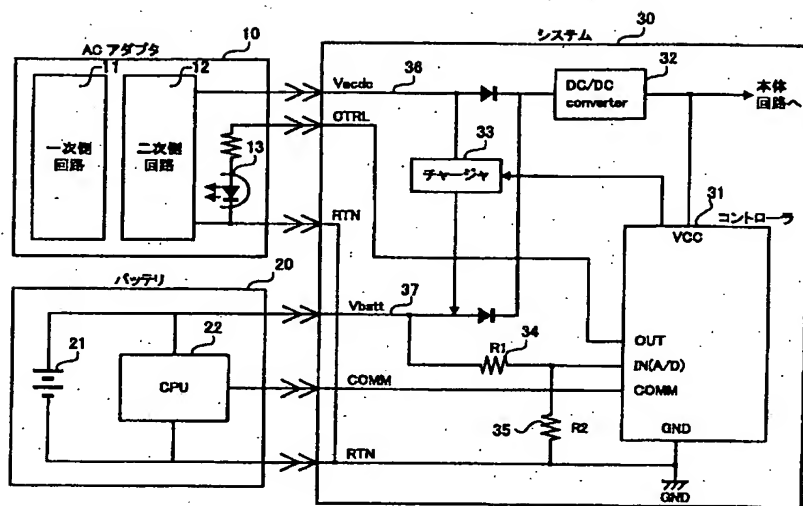 ACアダプタ
10
11
12
一次側
回路
二次側
回路
13
システム
30
Vacdc
36
CTRL
33
チャージャ
DC/DC
converter
32
本体
回路へ
RTN
31
コントローラ
VCC
バッテリ
20
21
22
CPU
Vbatt
37
34
R1
OUT
IN(A/D)
COMM
COMM
35
R2
GND
RTN
GND